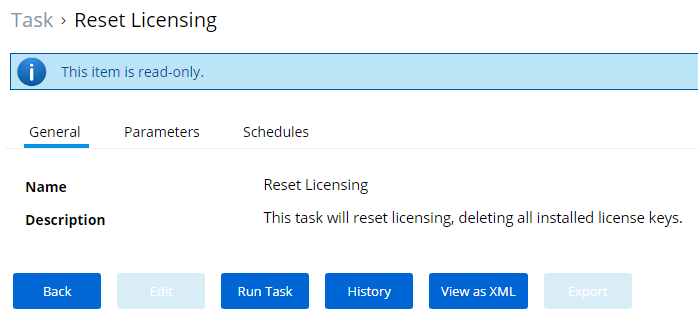 Task › Reset Licensing
This item is read-only.
General Parameters Schedules
Name Reset Licensing
Description This task will reset licensing, deleting all installed license keys.
Back Edit Run Task History View as XML Export